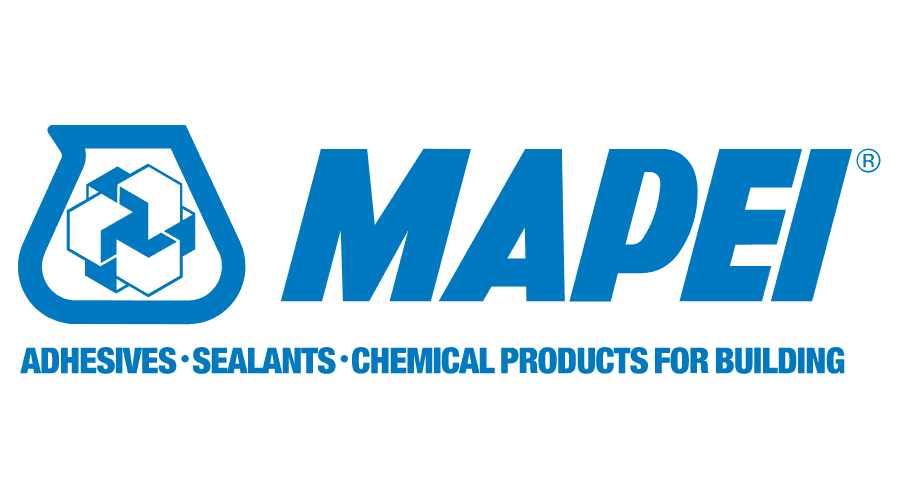 MAPEI®
ADHESIVES · SEALANTS · CHEMICAL PRODUCTS FOR BUILDING